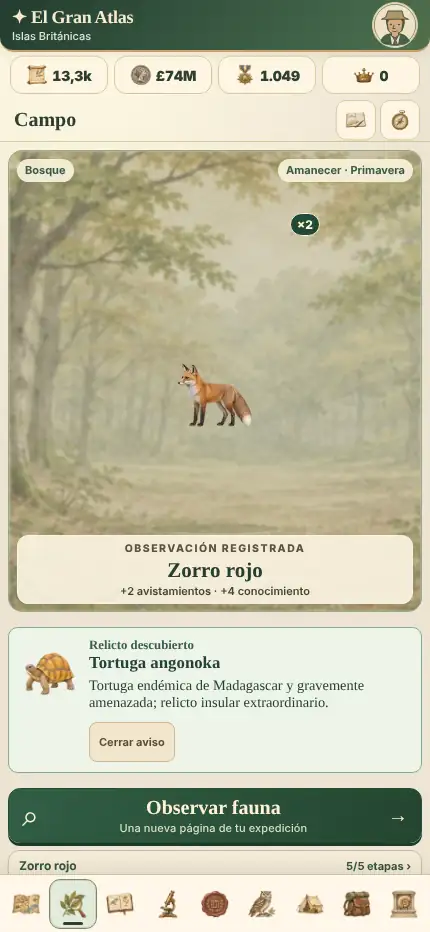 ✦ El Gran Atlas
Islas Británicas
13,3k
£74M
1.049
0
Campo
Bosque
Amanecer · Primavera
×2
OBSERVACIÓN REGISTRADA
Zorro rojo
+2 avistamientos · +4 conocimiento
Relicto descubierto
Tortuga angonoka
Tortuga endémica de Madagascar y gravemente
amenazada; relicto insular extraordinario.
Cerrar aviso
Observar fauna
Una nueva página de tu expedición
→
Zorro rojo
5/5 etapas ›